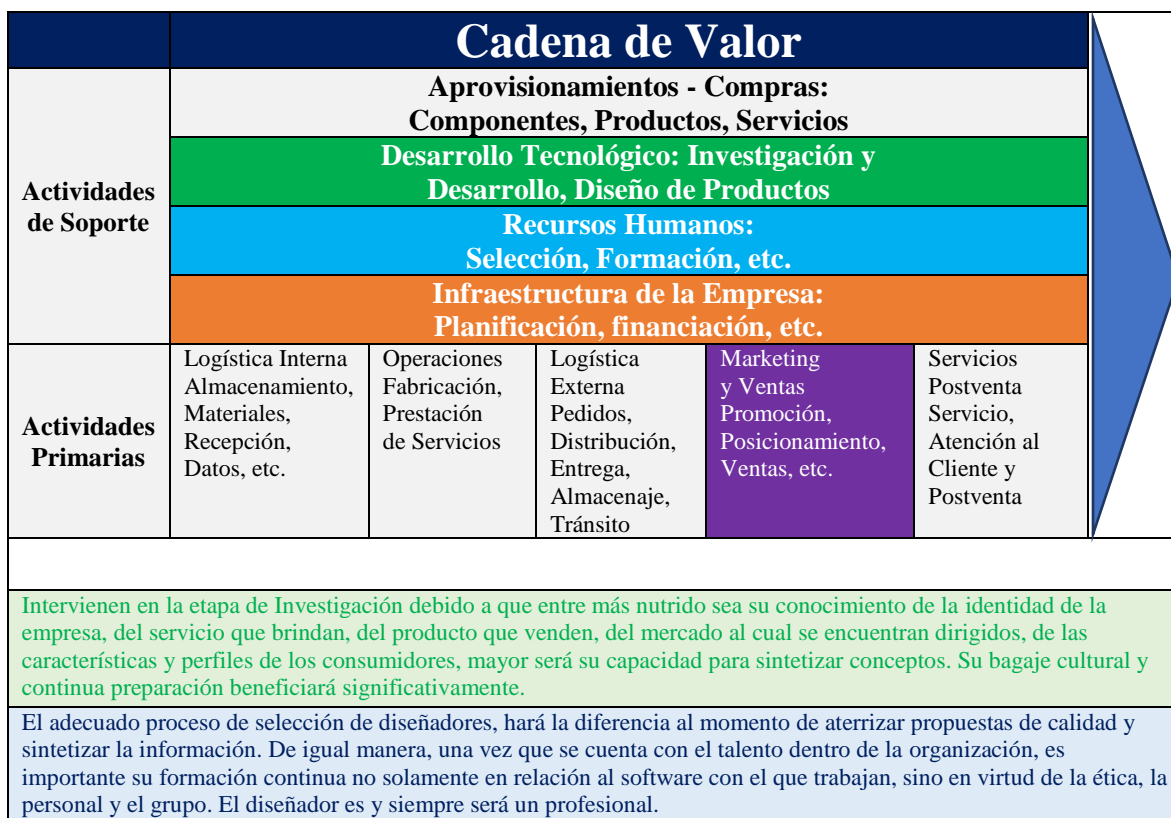 Cadena de Valor
Actividades
de Soporte
Aprovisionamientos - Compras:
Componentes, Productos, Servicios
Desarrollo Tecnológico: Investigación y
Desarrollo, Diseño de Productos
Recursos Humanos:
Selección, Formación, etc.
Infraestructura de la Empresa:
Planificación, financiación, etc.
Actividades
Primarias
Logística Interna
Almacenamiento,
Materiales,
Recepción,
Datos, etc.
Operaciones
Fabricación,
Prestación
de Servicios
Logística
Externa
Pedidos,
Distribución,
Entrega,
Almacenaje,
Tránsito
Marketing
y Ventas
Promoción,
Posicionamiento,
Ventas, etc.
Servicios
Postventa
Servicio,
Atención al
Cliente y
Postventa
Intervienen en la etapa de Investigación debido a que entre más nutrido sea su conocimiento de la identidad de la
empresa, del servicio que brindan, del producto que venden, del mercado al cual se encuentran dirigidos, de las
características y perfiles de los consumidores, mayor será su capacidad para sintetizar conceptos. Su bagaje cultural y
continua preparación beneficiará significativamente.
El adecuado proceso de selección de diseñadores, hará la diferencia al momento de aterrizar propuestas de calidad y
sintetizar la información. De igual manera, una vez que se cuenta con el talento dentro de la organización, es
importante su formación continua no solamente en relación al software con el que trabajan, sino en virtud de la ética, la
personal y el grupo. El diseñador es y siempre será un profesional.